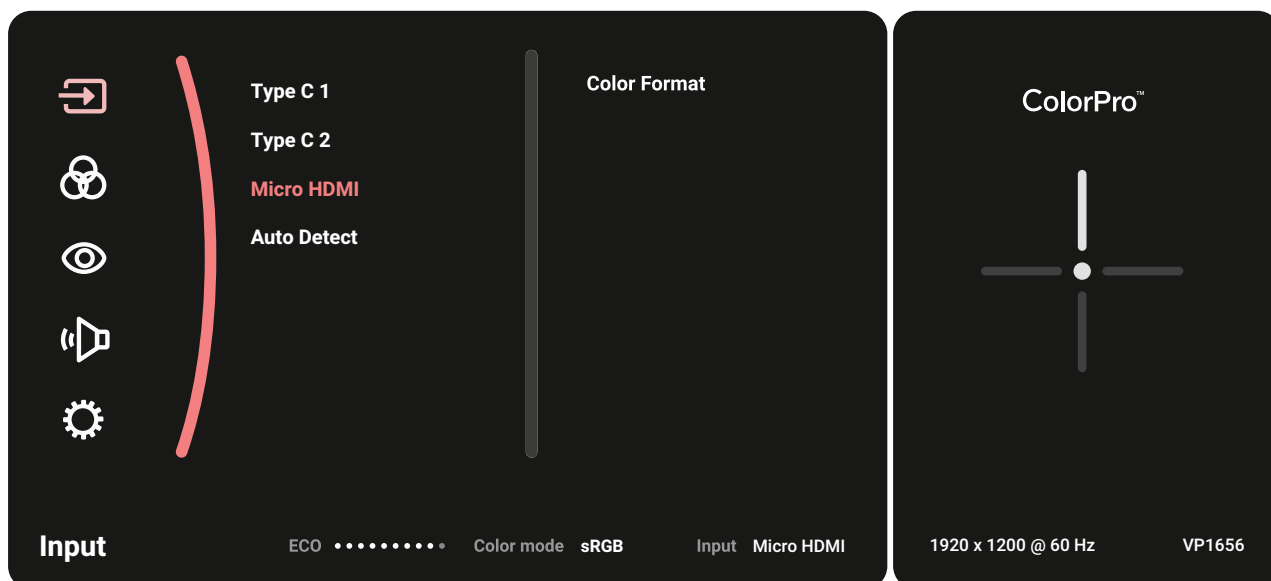 Type C 1
Type C 2
Micro HDMI
Auto Detect
Color Format
Input
ECO
Color mode sRGB
Input Micro HDMI
ColorPro™
1920 x 1200 @ 60 Hz
VP1656